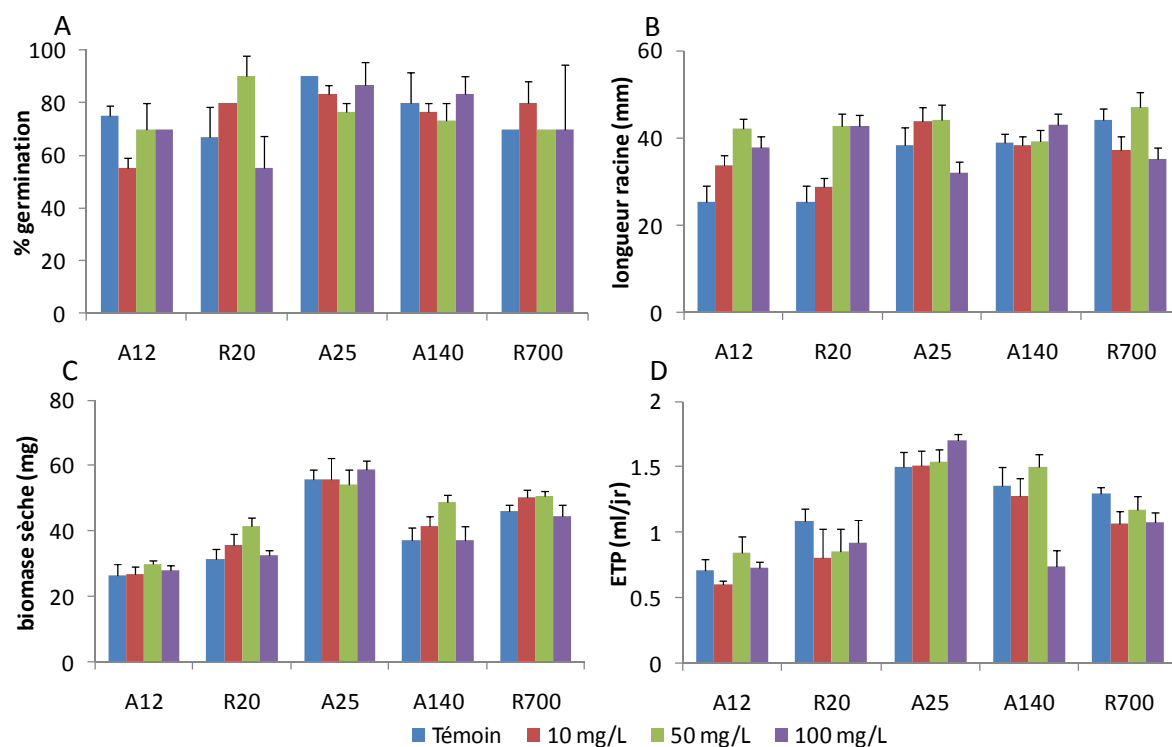 A
% germination
100
80
60
40
20
0
A12 R20 A25 A140 R700
B
longueur racine (mm)
60
40
20
0
A12 R20 A25 A140 R700
C
biomase sèche (mg)
80
60
40
20
0
A12 R20 A25 A140 R700
D
ETP (ml/jr)
2
1.5
1
0.5
0
A12 R20 A25 A140 R700
Témoin 10 mg/L 50 mg/L 100 mg/L